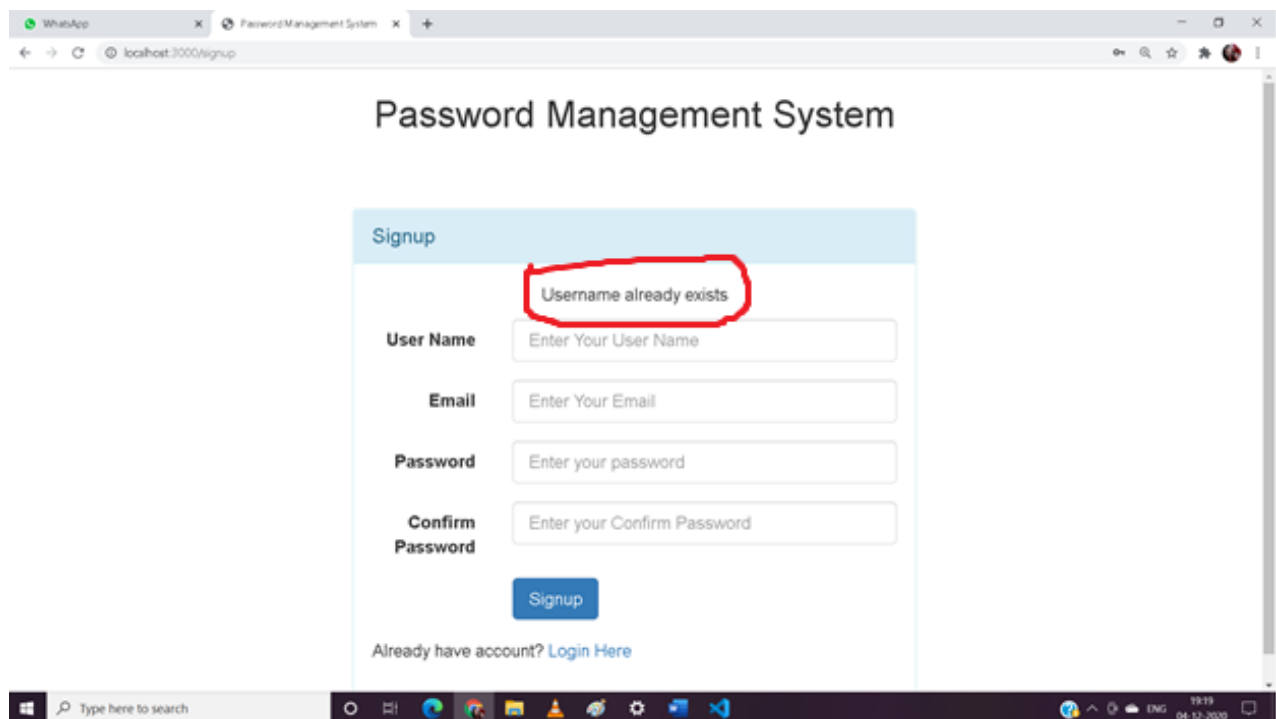 WhatsApp
Password Management System
localhost:3000/signup
Password Management System
Signup
Username already exists
User Name
Enter Your User Name
Email
Enter Your Email
Password
Enter your password
Confirm
Password
Enter your Confirm Password
Signup
Already have account? Login Here
Type here to search
ENG
19:19
04-12-2020